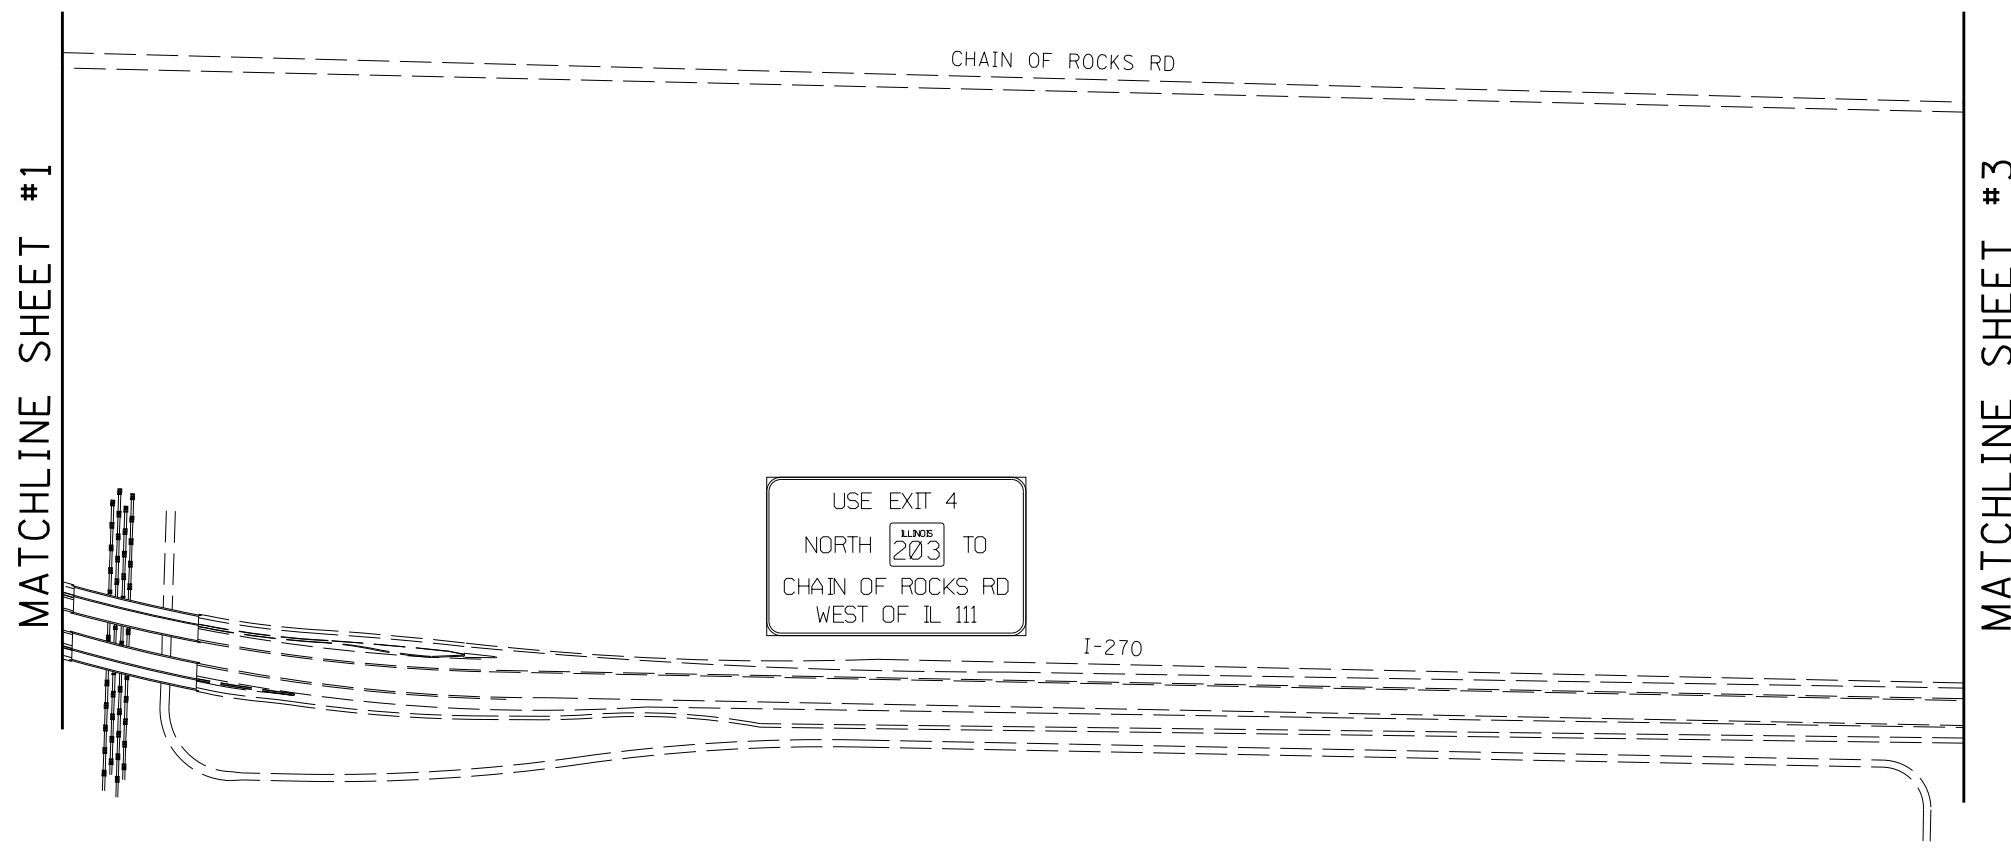 CHAIN OF ROCKS RD
MATCHLINE SHEET #1
MATCHLINE SHEET #3
USE EXIT 4
NORTH ILLINOIS 203 TO
CHAIN OF ROCKS RD
WEST OF IL 111
I-270